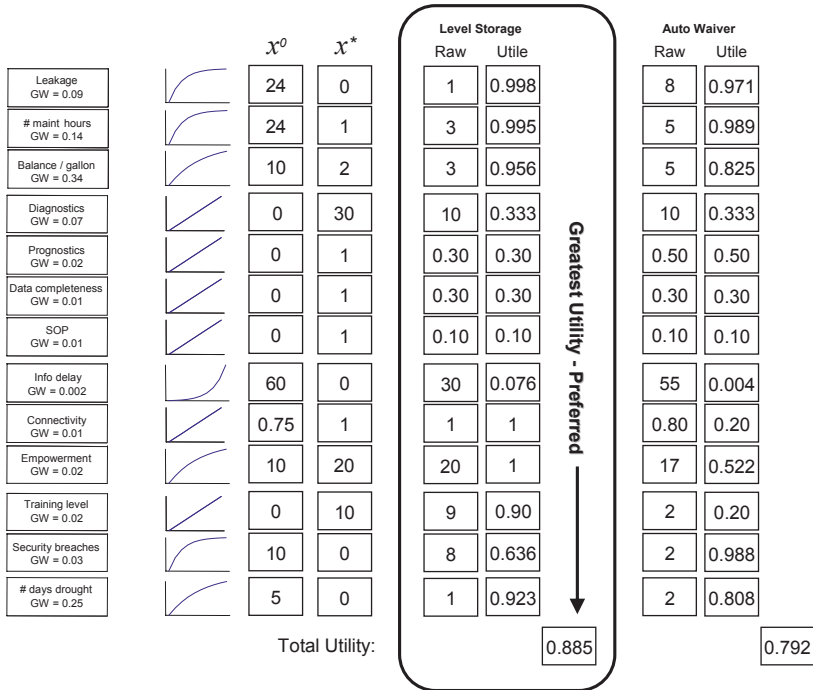 Level Storage Auto Waiver
x⁰ x* Raw Utile Raw Utile
Leakage
GW = 0.09
24 0 1 0.998 8 0.971
# maint hours
GW = 0.14
24 1 3 0.995 5 0.989
Balance / gallon
GW = 0.34
10 2 3 0.956 5 0.825
Diagnostics
GW = 0.07
0 30 10 0.333 10 0.333
Prognostics
GW = 0.02
0 1 0.30 0.30 0.50 0.50
Data completeness
GW = 0.01
0 1 0.30 0.30 0.30 0.30
SOP
GW = 0.01
0 1 0.10 0.10 0.10 0.10
Info delay
GW = 0.002
60 0 30 0.076 55 0.004
Connectivity
GW = 0.01
0.75 1 1 1 0.80 0.20
Empowerment
GW = 0.02
10 20 20 1 17 0.522
Training level
GW = 0.02
0 10 9 0.90 2 0.20
Security breaches
GW = 0.03
10 0 8 0.636 2 0.988
# days drought
GW = 0.25
5 0 1 0.923 2 0.808
Greatest Utility - Preferred
Total Utility: 0.885 0.792